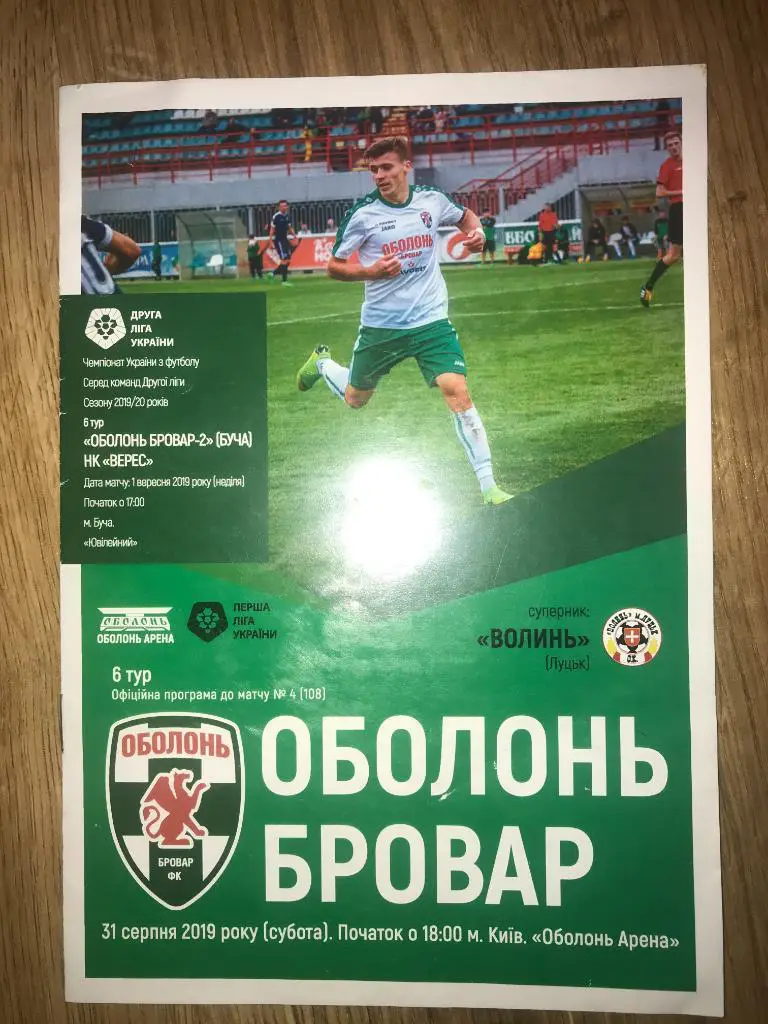 JAKO
ОБОЛОНЬ
БРОВАР
ДРУГА
ЛІГА
УКРАЇНИ
Чемпіонат України з футболу
Серед команд Другої ліги
Сезону 2019/20 років
6 тур
«ОБОЛОНЬ БРОВАР-2» (БУЧА)
НК «ВЕРЕС»
Дата матчу: 1 вересня 2019 року (неділя)
Початок о 17:00
м. Буча.
«Ювілейний»
ОБОЛОНЬ
ОБОЛОНЬ АРЕНА
ПЕРША
ЛІГА
УКРАЇНИ
суперник:
«ВОЛИНЬ»
(Луцьк)
6 тур
Офіційна програма до матчу № 4 (108)
ОБОЛОНЬ
БРОВАР
ФК
ОБОЛОНЬ
БРОВАР
31 серпня 2019 року (субота). Початок о 18:00 м. Київ. «Оболонь Арена»